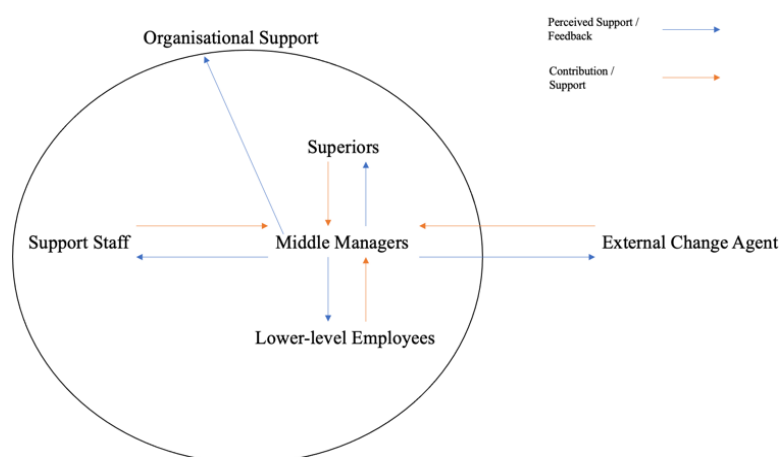 Perceived Support /
Feedback
Organisational Support
Contribution /
Support
Superiors
Support Staff
Middle Managers
External Change Agent
Lower-level Employees